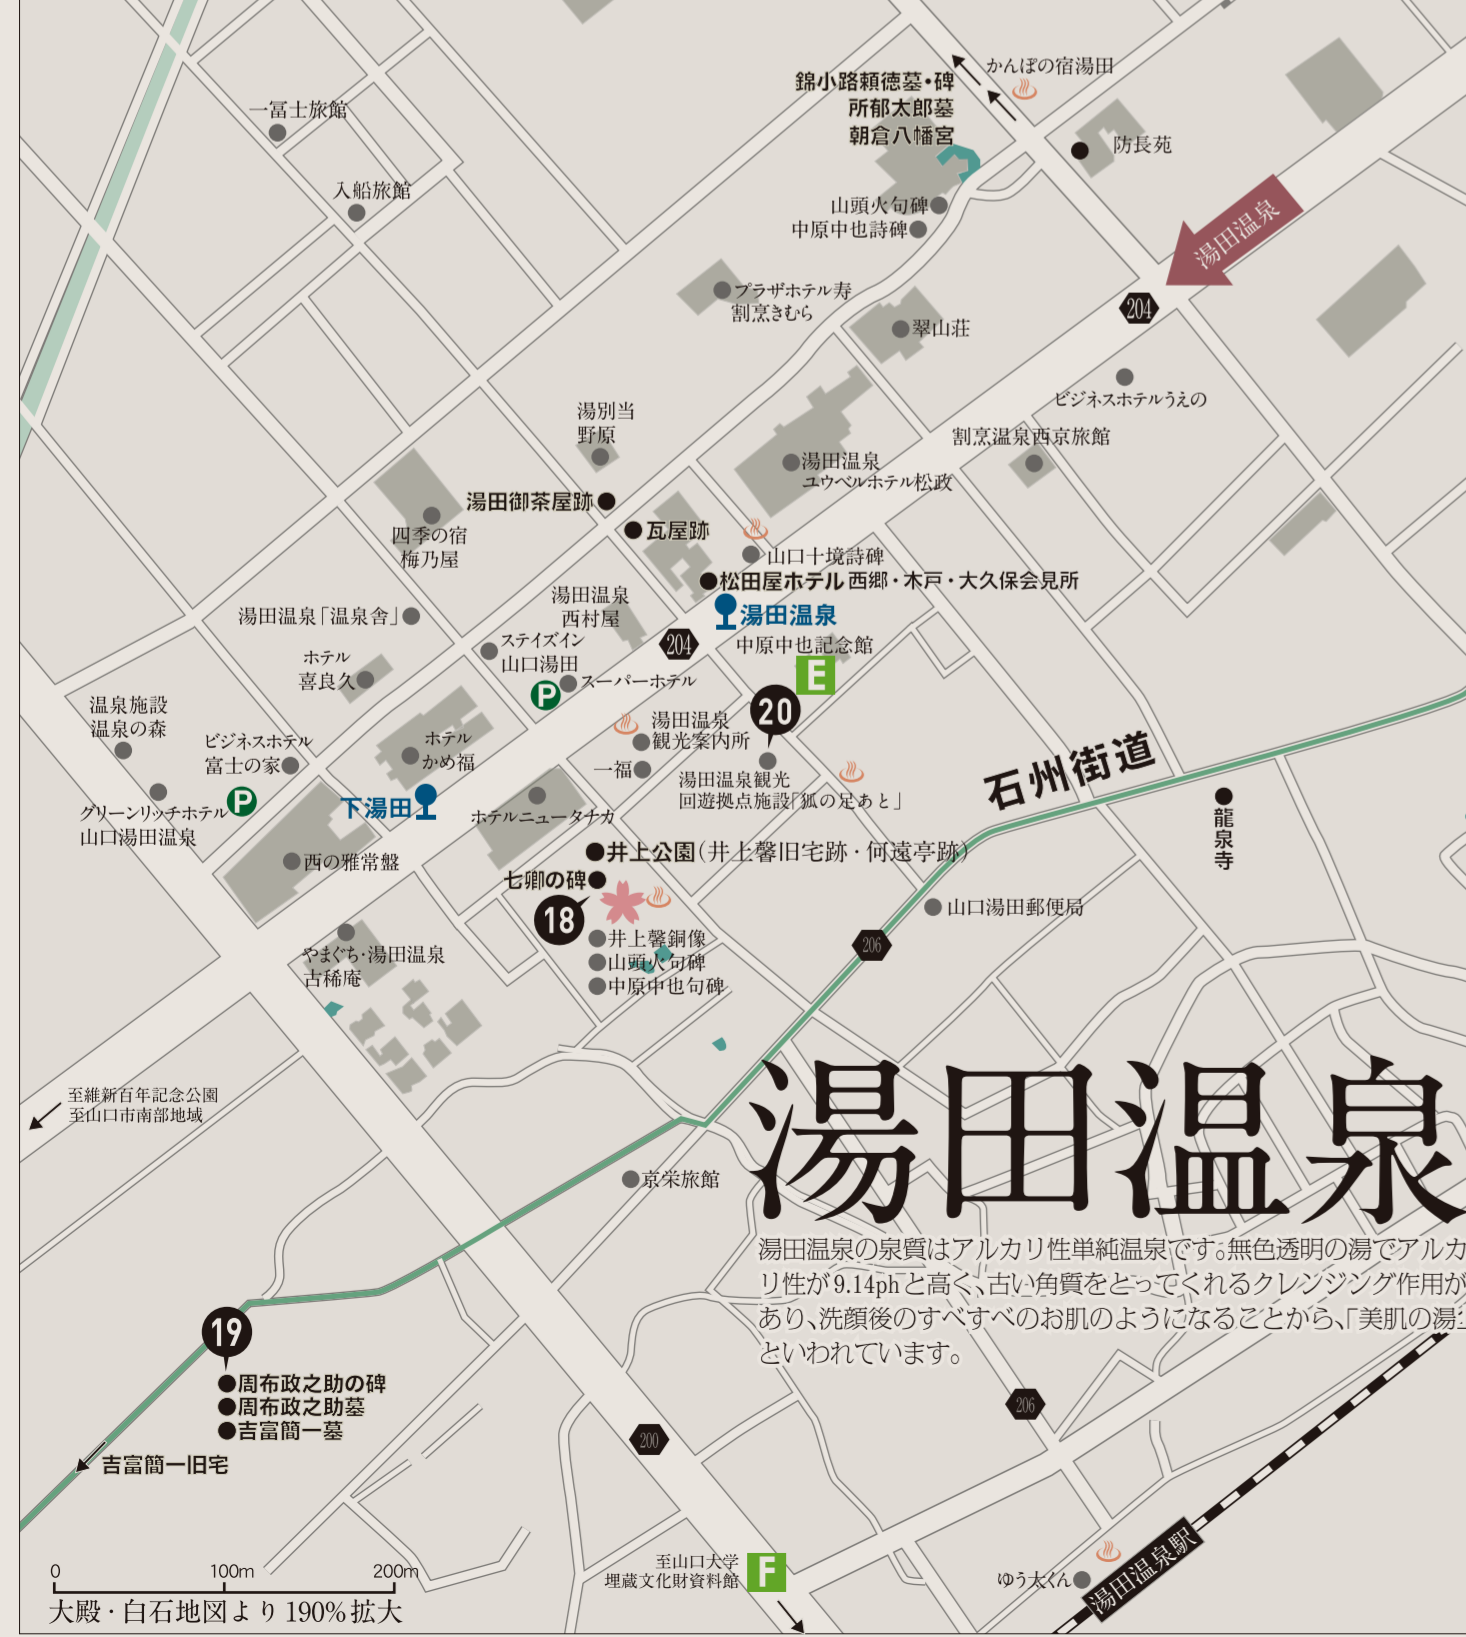 かんぽの宿湯田
錦小路頼徳墓・碑
所郁太郎墓
朝倉八幡宮
防長苑
一冨士旅館
入船旅館
山頭火句碑
中原中也詩碑
湯田温泉
204
プラザホテル寿
割烹きむら
翠山荘
ビジネスホテルうえの
湯別当
野原
割烹温泉西京旅館
湯田温泉
ユウベルホテル松政
湯田御茶屋跡
瓦屋跡
四季の宿
梅乃屋
山口十境詩碑
松田屋ホテル 西郷・木戸・大久保会見所
湯田温泉
西村屋
湯田温泉
湯田温泉「温泉舎」
204
中原中也記念館
E
ステイズイン
山口湯田
スーパーホテル
P
ホテル
喜良久
20
温泉施設
温泉の森
湯田温泉
観光案内所
ビジネスホテル
富士の家
ホテル
かめ福
一福
湯田温泉観光
回遊拠点施設「狐の足あと」
石州街道
P
グリーンリッチホテル
山口湯田温泉
下湯田
ホテルニュータナカ
龍泉寺
西の雅常盤
井上公園(井上馨旧宅跡・何遠亭跡)
七卿の碑
18
山口湯田郵便局
井上馨銅像
山頭火句碑
中原中也句碑
206
やまぐち・湯田温泉
古稀庵
至維新百年記念公園
至山口市南部地域
京栄旅館
湯田温泉
湯田温泉の泉質はアルカリ性単純温泉です。無色透明の湯でアルカ
リ性が9.14phと高く、古い角質をとってくれるクレンジング作用が
あり、洗顔後のすべすべのお肌のようになることから、「美肌の湯」
といわれています。
19
周布政之助の碑
周布政之助墓
吉富簡一墓
吉富簡一旧宅
206
200
0 100m 200m
大殿・白石地図より190%拡大
至山口大学
埋蔵文化財資料館
F
ゆう太くん
湯田温泉駅